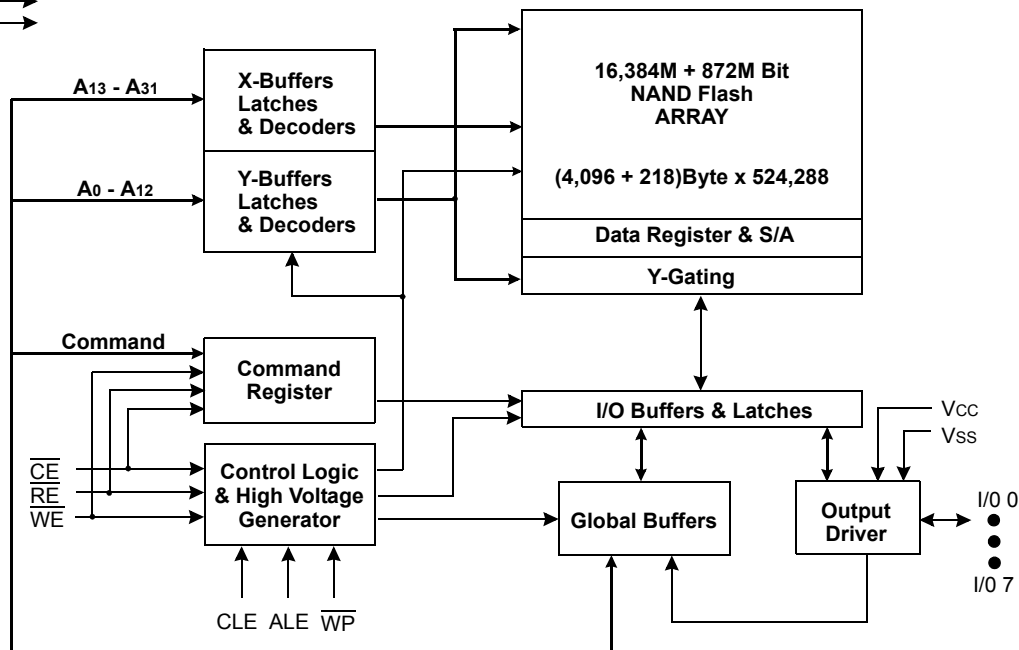 A13 - A31
X-Buffers
Latches
& Decoders
A0 - A12
Y-Buffers
Latches
& Decoders
16,384M + 872M Bit
NAND Flash
ARRAY
(4,096 + 218)Byte x 524,288
Data Register & S/A
Y-Gating
Command
Command
Register
I/O Buffers & Latches
VCC
VSS
CE
RE
WE
Control Logic
& High Voltage
Generator
Global Buffers
Output
Driver
I/0 0
I/0 7
CLE ALE WP